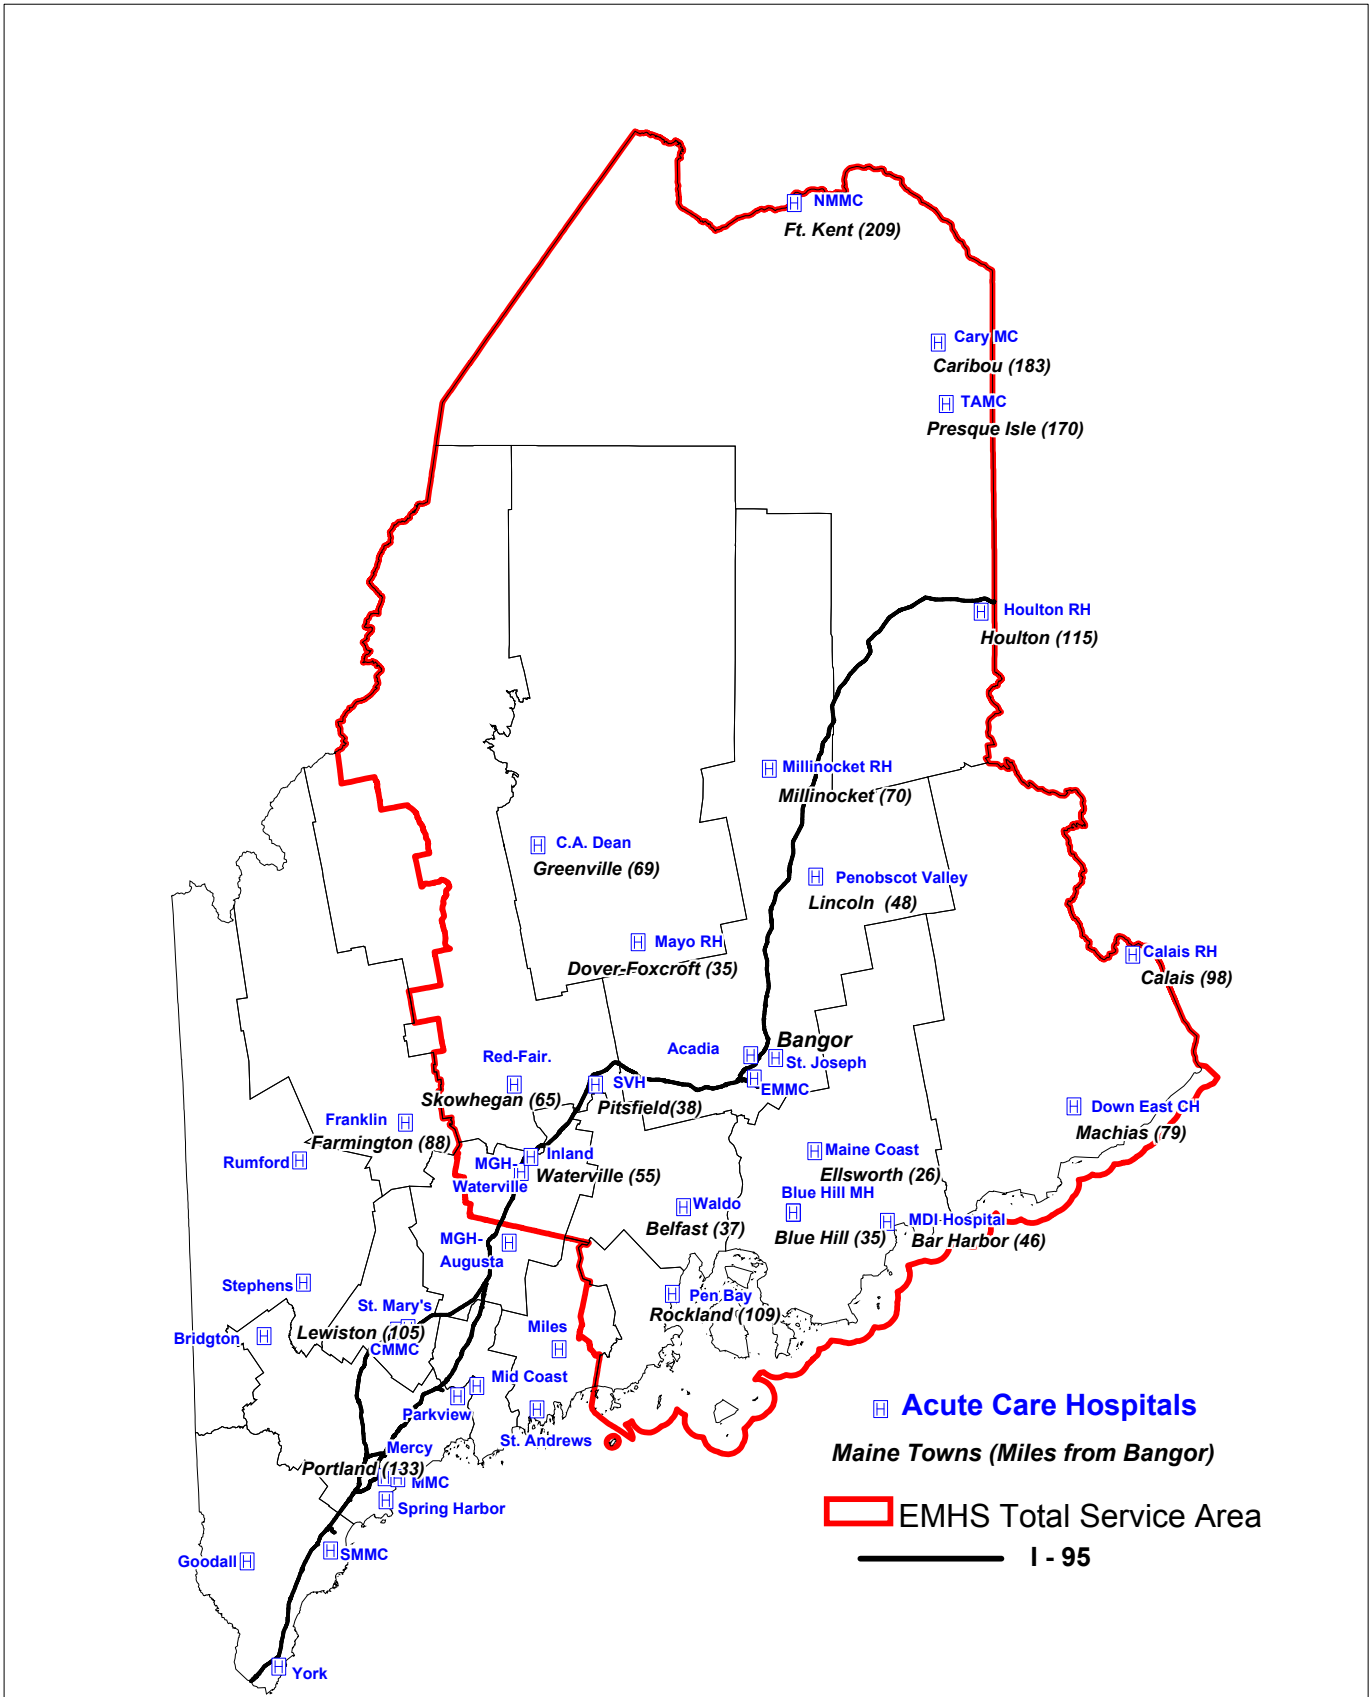 NMMC
Ft. Kent (209)
Cary MC
Caribou (183)
TAMC
Presque Isle (170)
Houlton RH
Houlton (115)
Millinocket RH
Millinocket (70)
C.A. Dean
Greenville (69)
Penobscot Valley
Lincoln (48)
Mayo RH
Dover-Foxcroft (35)
Calais RH
Calais (98)
Bangor
Acadia
St. Joseph
EMMC
Red-Fair.
Skowhegan (65)
SVH
Pitsfield(38)
Down East CH
Machias (79)
Franklin
Farmington (88)
Rumford
Inland
MGH-
Waterville
Waterville (55)
Maine Coast
Ellsworth (26)
Blue Hill MH
Blue Hill (35)
Waldo
Belfast (37)
MDI Hospital
Bar Harbor (46)
MGH-
Augusta
Stephens
St. Mary's
Lewiston (105)
CMMC
Bridgton
Pen Bay
Rockland (109)
Miles
Mid Coast
Parkview
St. Andrews
Mercy
Portland (133)
MMC
Spring Harbor
SMMC
Goodall
York
H Acute Care Hospitals
Maine Towns (Miles from Bangor)
EMHS Total Service Area
I - 95